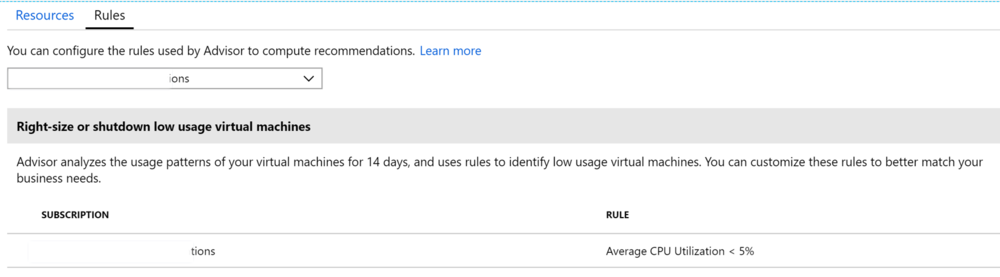 Resources Rules
You can configure the rules used by Advisor to compute recommendations. Learn more
ions
Right-size or shutdown low usage virtual machines
Advisor analyzes the usage patterns of your virtual machines for 14 days, and uses rules to identify low usage virtual machines. You can customize these rules to better match your
business needs.
SUBSCRIPTION RULE
tions Average CPU Utilization < 5%